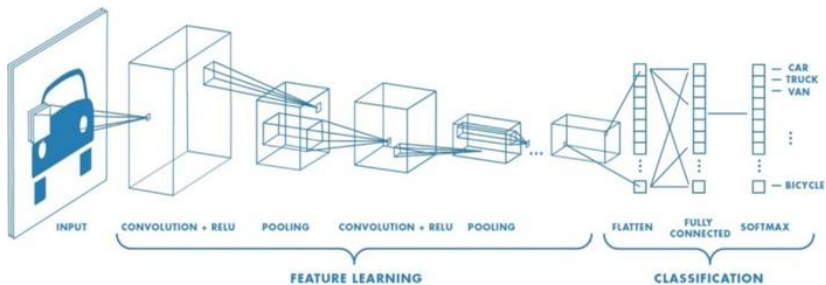 CAR
TRUCK
VAN
BICYCLE
INPUT
CONVOLUTION + RELU
POOLING
CONVOLUTION + RELU
POOLING
FLATTEN
FULLY
CONNECTED
SOFTMAX
FEATURE LEARNING
CLASSIFICATION